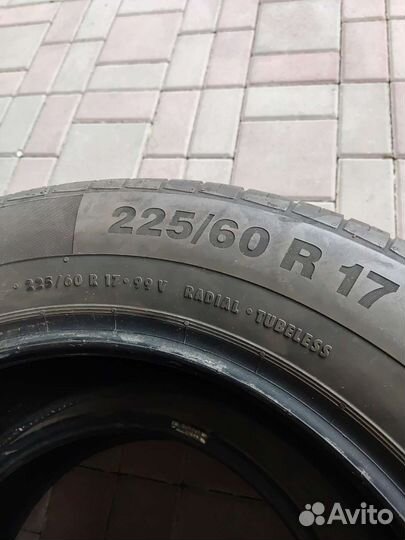 225/60 R 17
• 225/60 R 17 • 99 V RADIAL • TUBELESS
Avito